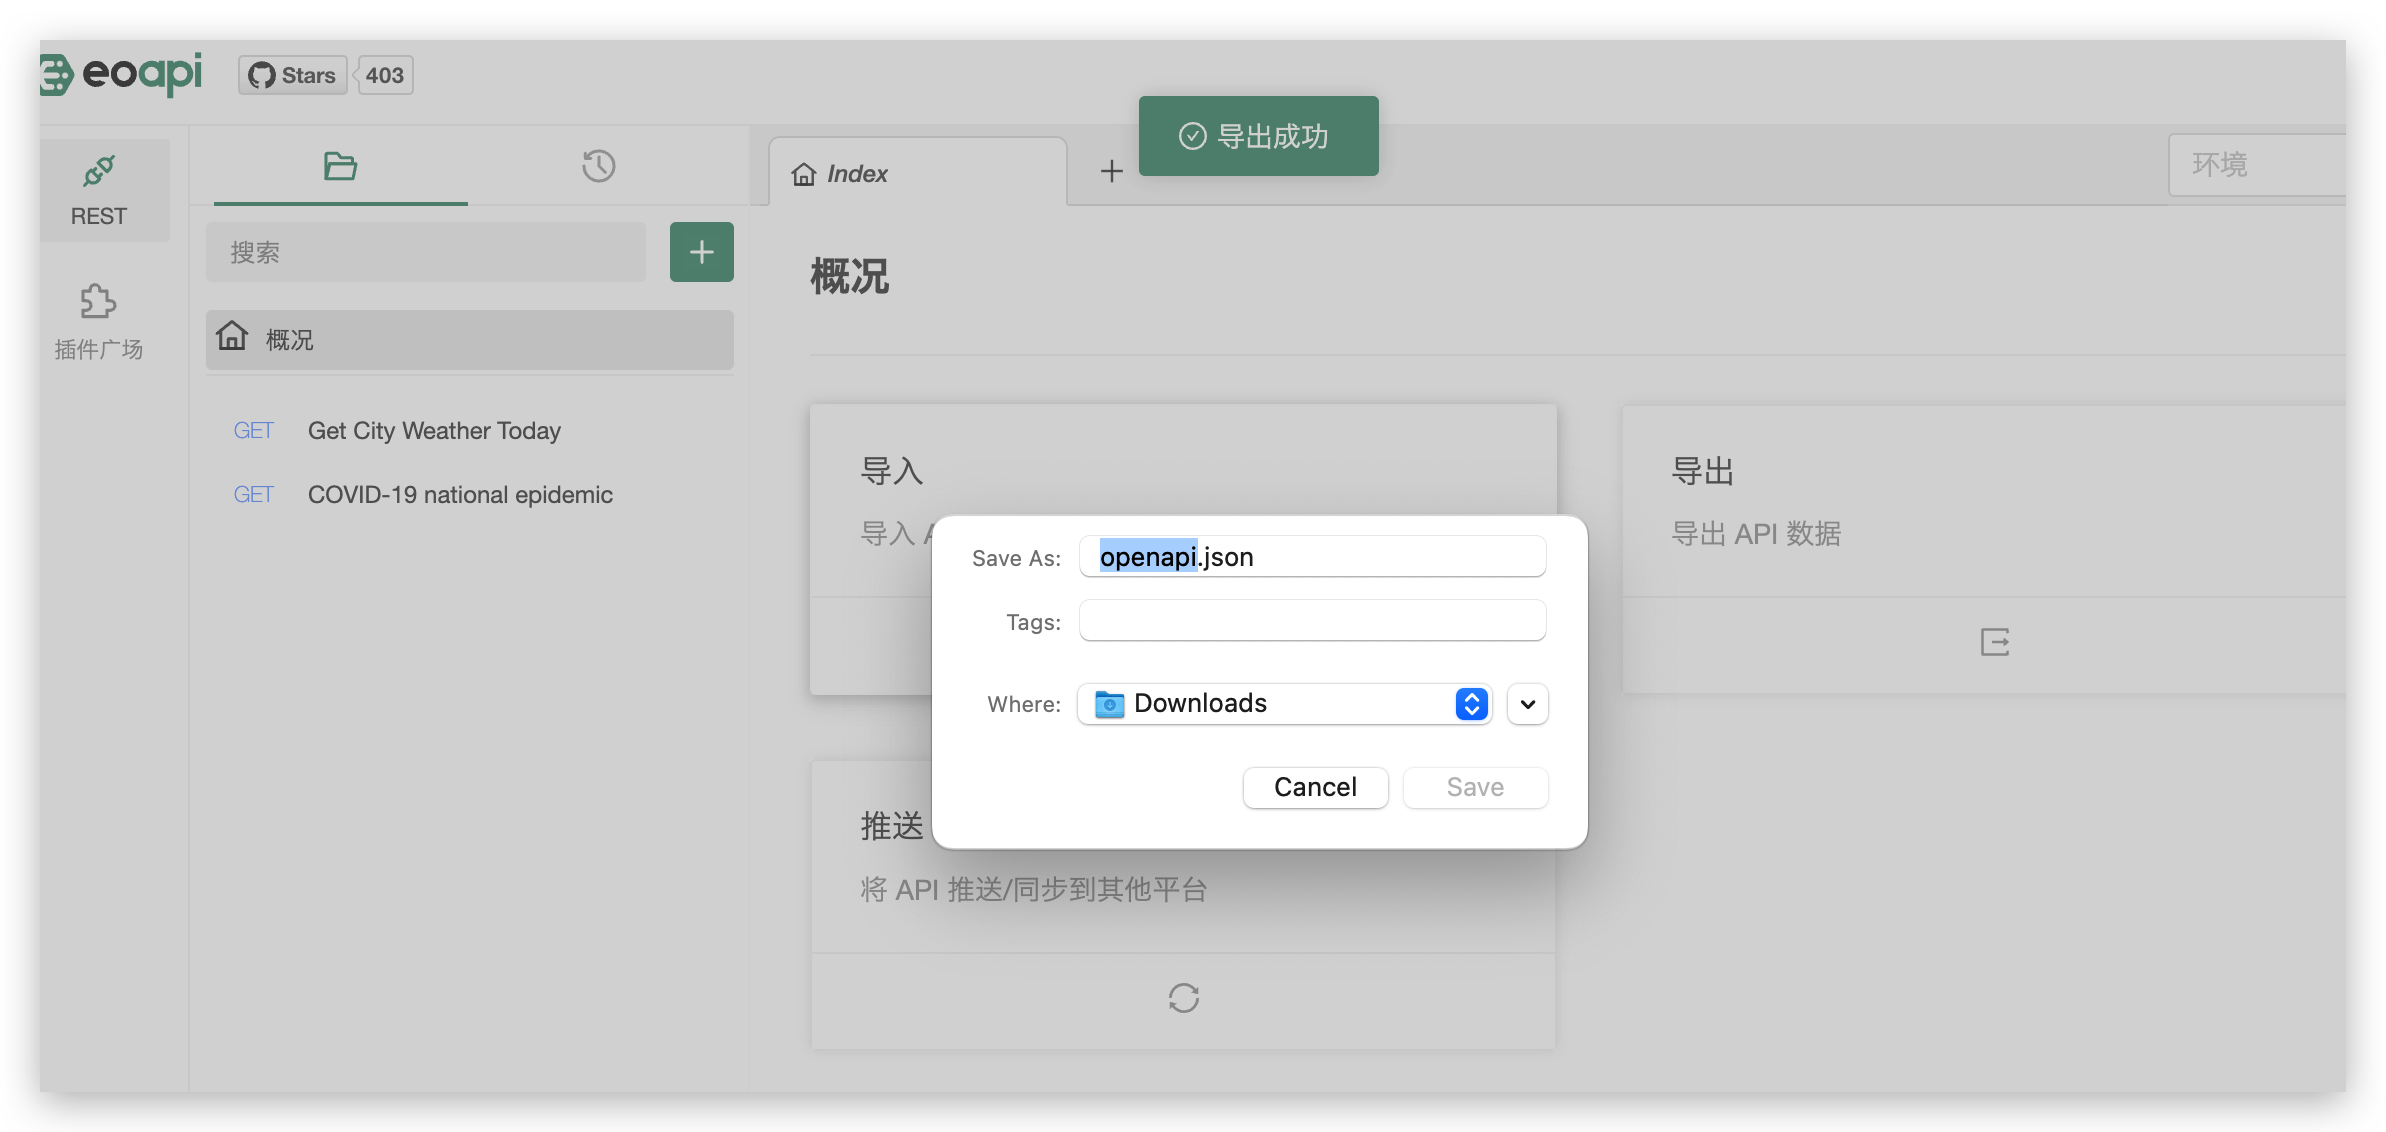 eoapi
Stars 403
导出成功
REST
插件广场
搜索
概况
GET Get City Weather Today
GET COVID-19 national epidemic
Index
环境
概况
导入
导入
导出
导出 API 数据
Save As: openapi.json
Tags:
Where: Downloads
Cancel Save
推送
将 API 推送/同步到其他平台